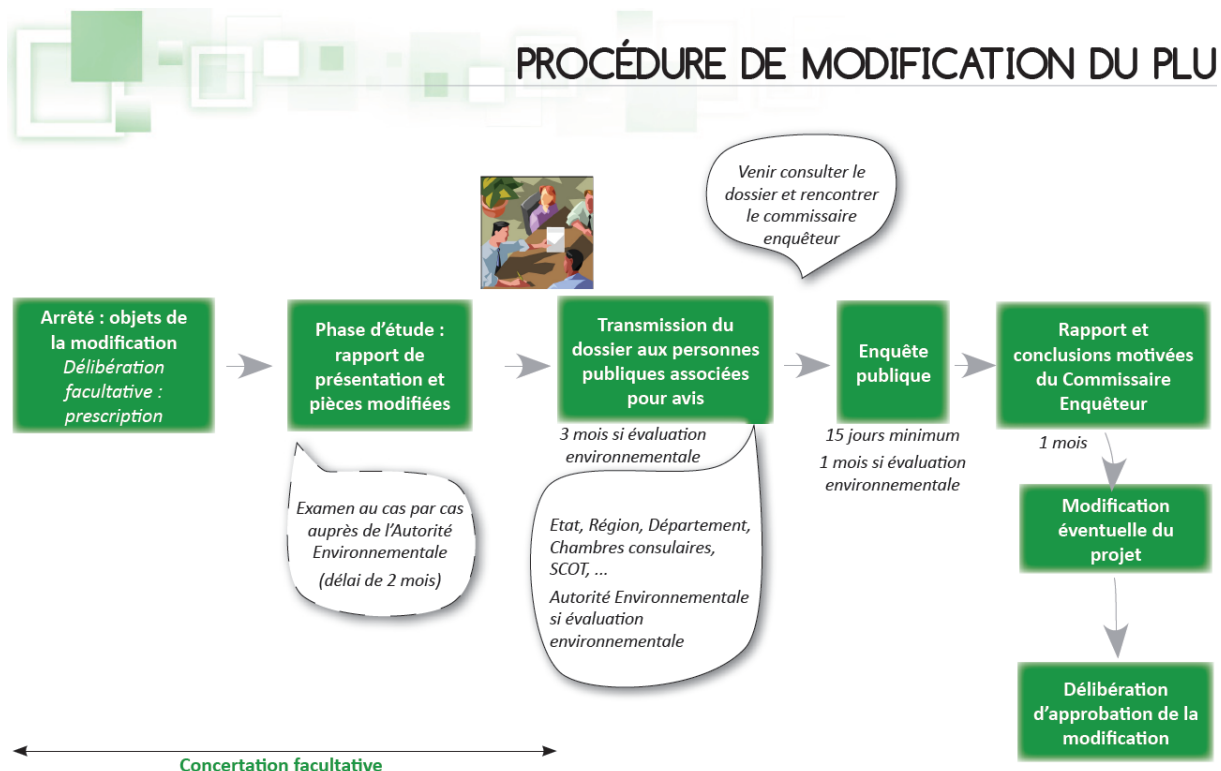 PROCÉDURE DE MODIFICATION DU PLU
Venir consulter le
dossier et rencontrer
le commissaire
enquêteur
Arrêté : objets de
la modification
Délibération
facultative :
prescription
Phase d'étude :
rapport de
présentation et
pièces modifiées
Transmission du
dossier aux personnes
publiques associées
pour avis
Enquête
publique
Rapport et
conclusions motivées
du Commissaire
Enquêteur
3 mois si évaluation
environnementale
15 jours minimum
1 mois si évaluation
environnementale
1 mois
Examen au cas par cas
auprès de l'Autorité
Environnementale
(délai de 2 mois)
Etat, Région, Département,
Chambres consulaires,
SCOT, ...
Autorité Environnementale
si évaluation
environnementale
Modification
éventuelle du
projet
Délibération
d'approbation de la
modification
Concertation facultative